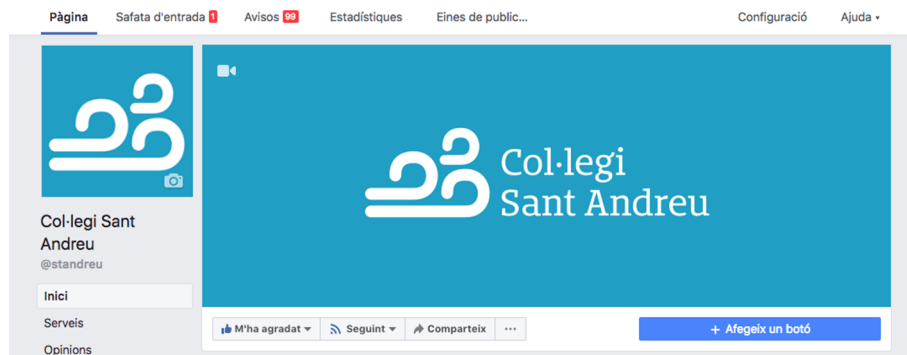 Pàgina Safata d'entrada 1 Avisos 99 Estadístiques Eines de public... Configuració Ajuda
Col·legi
Sant Andreu
Col·legi Sant
Andreu
@standreu
Inici
Serveis
Opinions
M'ha agradat Seguint Comparteix ... + Afegeix un botó